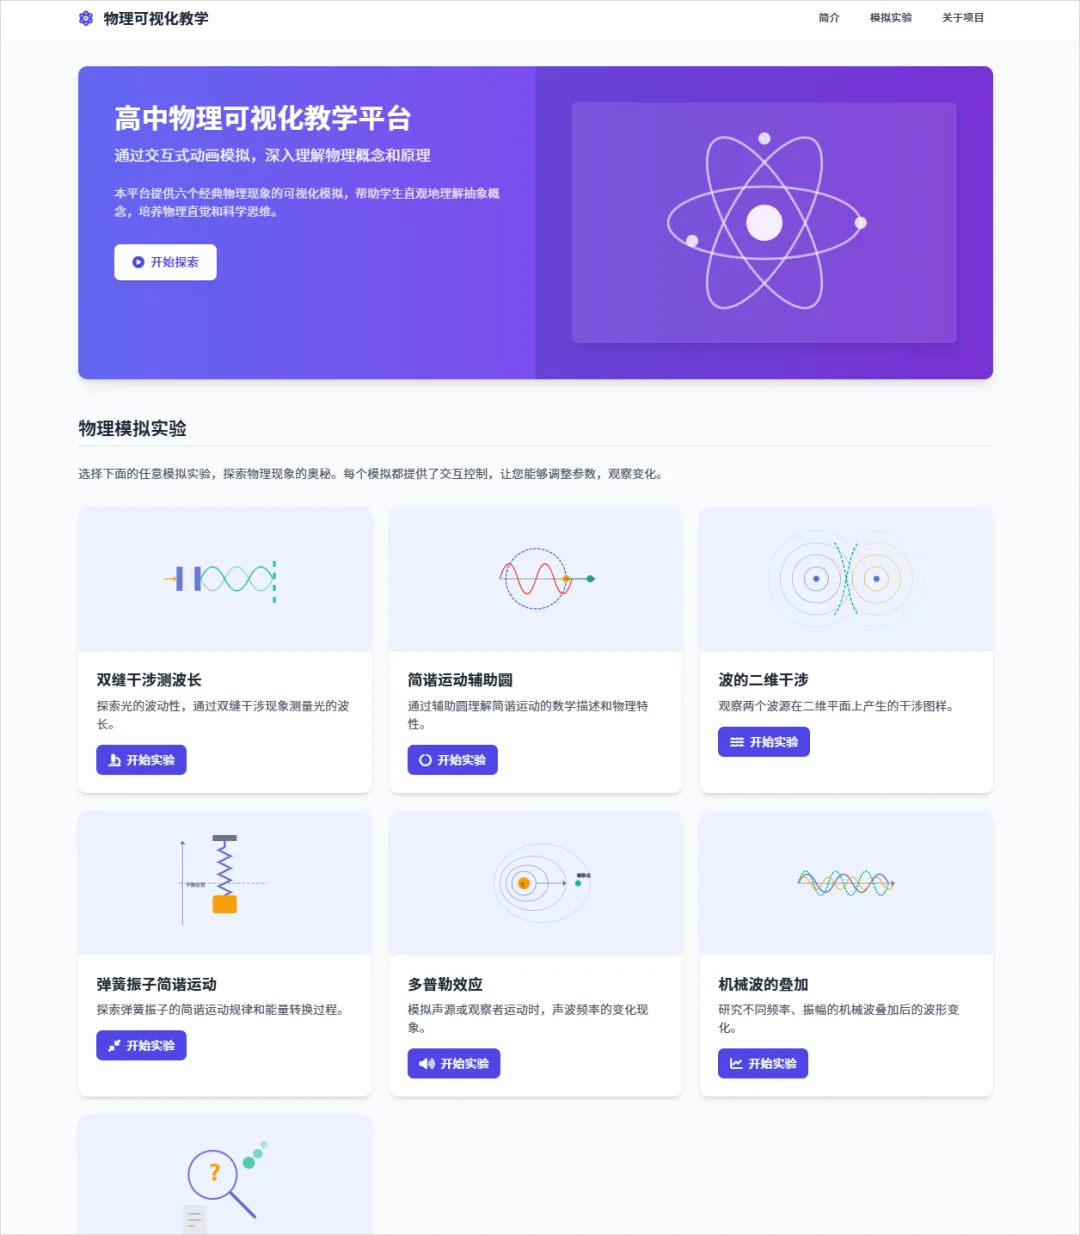 物理可视化教学
简介
模拟实验
关于项目
高中物理可视化教学平台
通过交互式动画模拟，深入理解物理概念和原理
本平台提供六个经典物理现象的可视化模拟，帮助学生直观地理解抽象概
念，培养物理直觉和科学思维。
开始探索
物理模拟实验
选择下面的任意模拟实验，探索物理现象的奥秘。每个模拟都提供了交互控制，让您能够调整参数，观察变化。
双缝干涉测波长
探索光的波动性，通过双缝干涉现象测量光的波
长。
开始实验
简谐运动辅助圆
通过辅助圆理解简谐运动的数学描述和物理特
性。
开始实验
波的二维干涉
观察两个波源在二维平面上产生的干涉图样。
开始实验
弹簧振子简谐运动
探索弹簧振子的简谐运动规律和能量转换过程。
开始实验
多普勒效应
模拟声源或观察者运动时，声波频率的变化现
象。
开始实验
机械波的叠加
研究不同频率、振幅的机械波叠加后的波形变
化。
开始实验
?